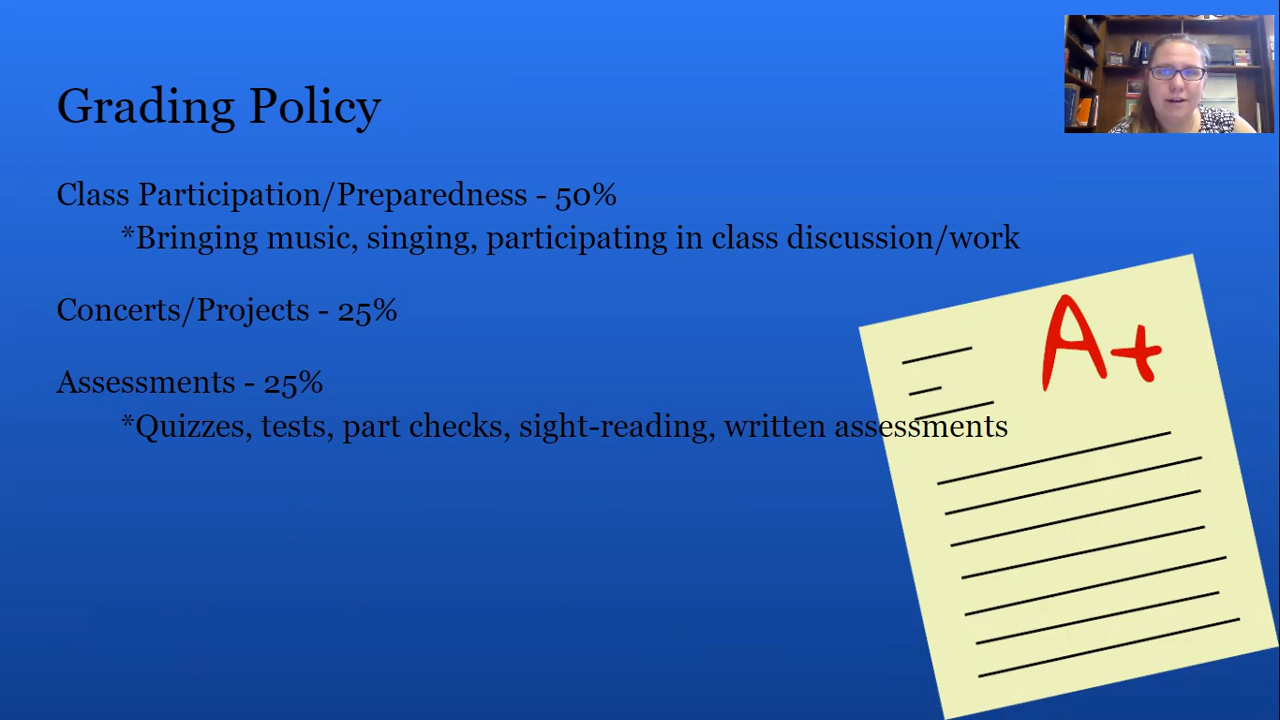 Grading Policy
Class Participation/Preparedness - 50%
*Bringing music, singing, participating in class discussion/work
Concerts/Projects - 25%
A+
Assessments - 25%
*Quizzes, tests, part checks, sight-reading, written assessments